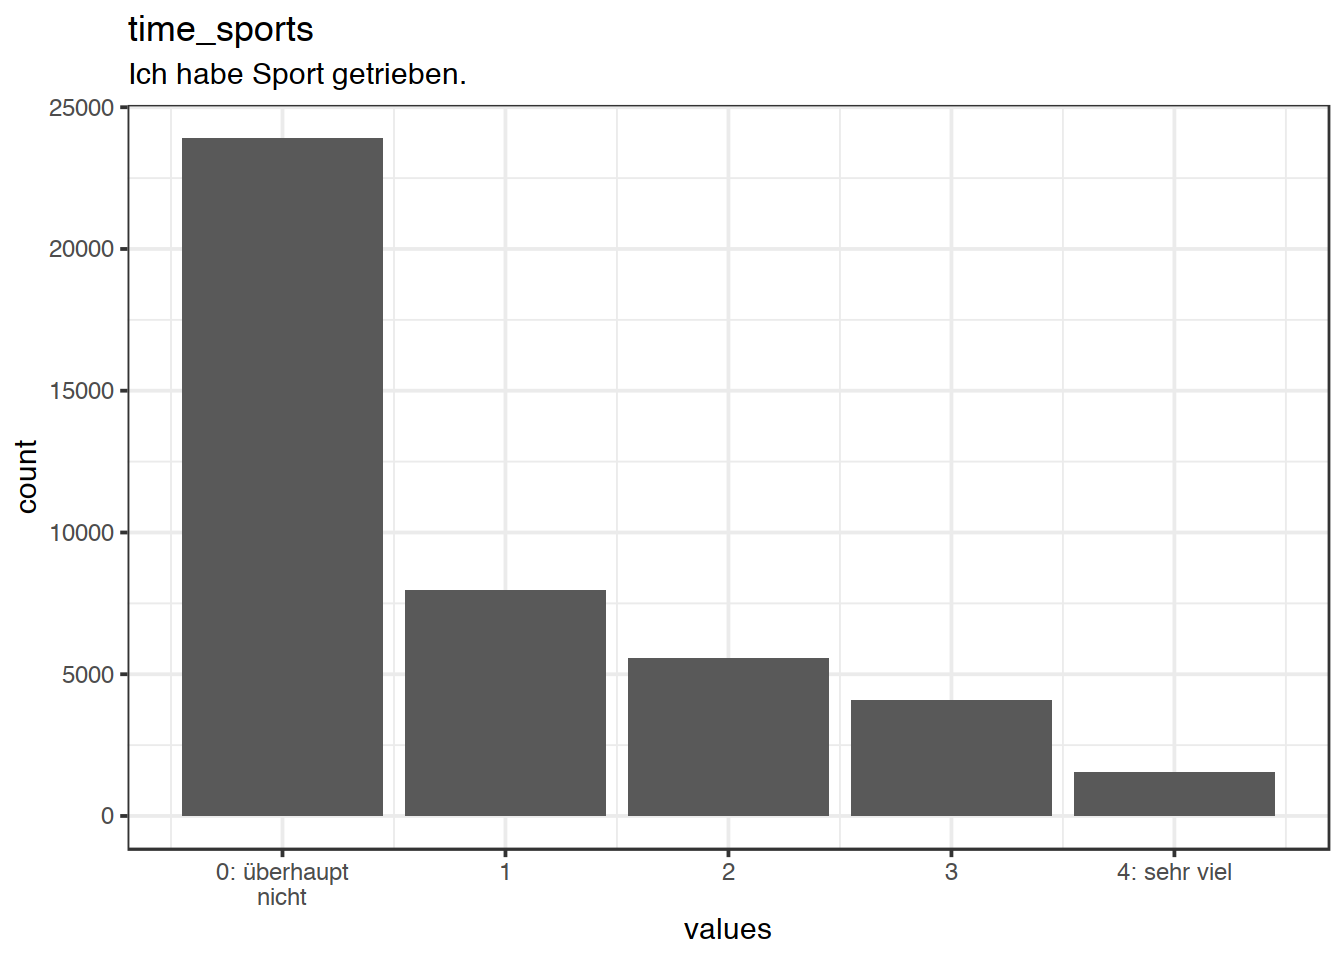 time_sports
Ich habe Sport getrieben.
25000
20000
15000
10000
5000
0
count
0: überhaupt
nicht
1
2
3
4: sehr viel
values